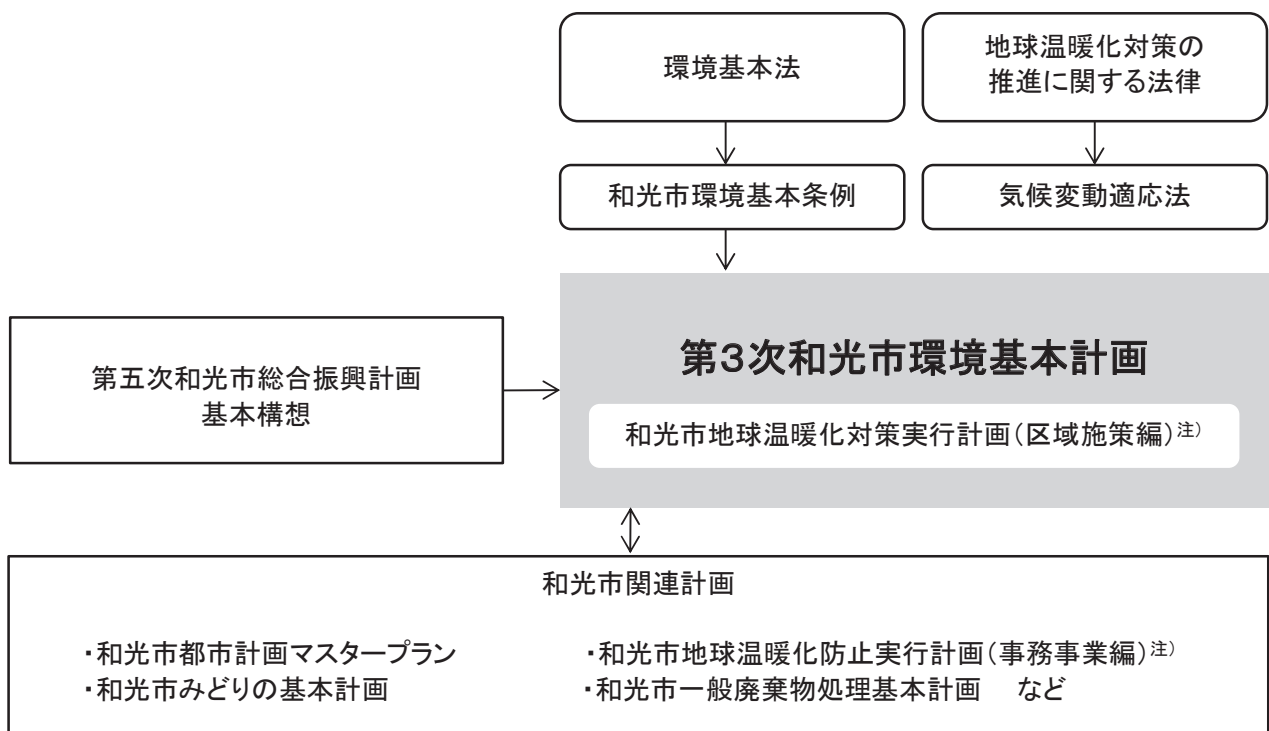 環境基本法
地球温暖化対策の
推進に関する法律
和光市環境基本条例
気候変動適応法
第五次和光市総合振興計画
基本構想
第3次和光市環境基本計画
和光市地球温暖化対策実行計画(区域施策編)注)
和光市関連計画
・和光市都市計画マスタープラン
・和光市みどりの基本計画
・和光市地球温暖化防止実行計画(事務事業編)注)
・和光市一般廃棄物処理基本計画　など